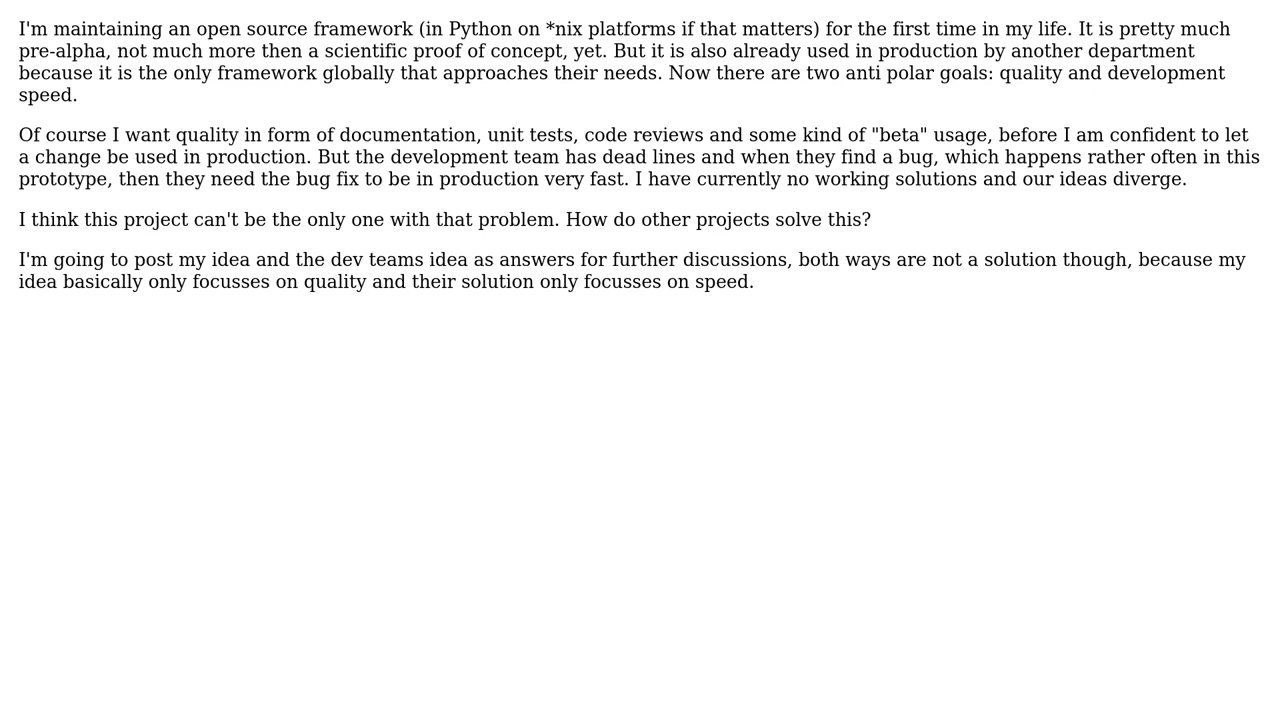 I'm maintaining an open source framework (in Python on *nix platforms if that matters) for the first time in my life. It is pretty much
pre-alpha, not much more then a scientific proof of concept, yet. But it is also already used in production by another department
because it is the only framework globally that approaches their needs. Now there are two anti polar goals: quality and development
speed.
Of course I want quality in form of documentation, unit tests, code reviews and some kind of "beta" usage, before I am confident to let
a change be used in production. But the development team has dead lines and when they find a bug, which happens rather often in this
prototype, then they need the bug fix to be in production very fast. I have currently no working solutions and our ideas diverge.
I think this project can't be the only one with that problem. How do other projects solve this?
I'm going to post my idea and the dev teams idea as answers for further discussions, both ways are not a solution though, because my
idea basically only focusses on quality and their solution only focusses on speed.